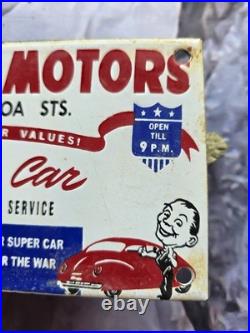 MOTORS
OA STS.
R VALUES!
OPEN
TILL
9 P.M.
Car
SERVICE
R SUPER CAR
R THE WAR